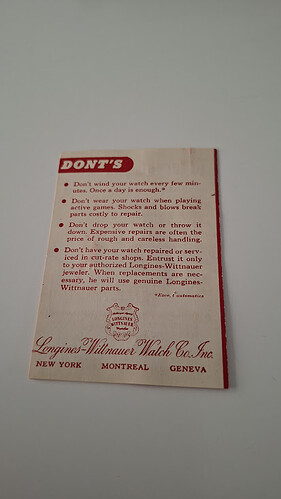 DONT'S
● Don't wind your watch every few min-
utes. Once a day is enough.*
● Don't wear your watch when playing
active games. Shocks and blows break
parts costly to repair.
● Don't drop your watch or throw it
down. Expensive repairs are often the
price of rough and careless handling.
● Don't have your watch repaired or serv-
iced in cut-rate shops. Entrust it only
to your authorized Longines-Wittnauer
jeweler. When replacements are nec-
essary, he will use genuine Longines-
Wittnauer parts.
LONGINES
WITTNAUER
Longines-Wittnauer Watch Co. Inc.
NEW YORK MONTREAL GENEVA